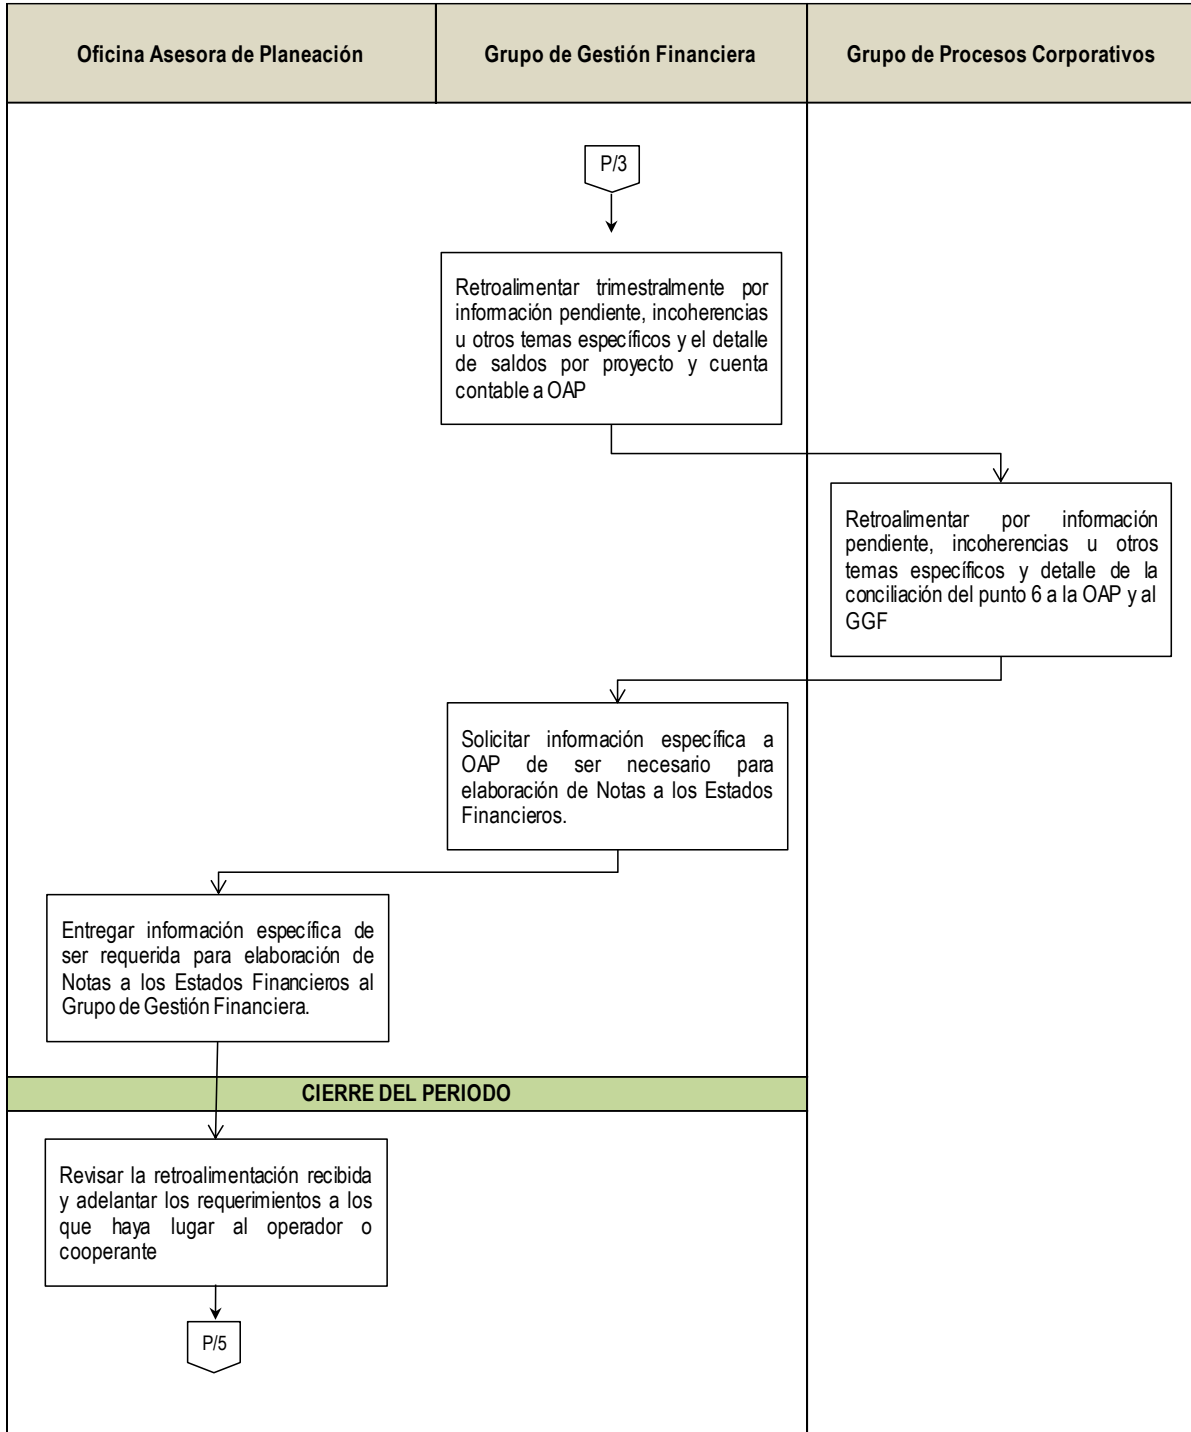 Oficina Asesora de Planeación
Grupo de Gestión Financiera
Grupo de Procesos Corporativos
P/3
Retroalimentar trimestralmente por
información pendiente, incoherencias
u otros temas específicos y el detalle
de saldos por proyecto y cuenta
contable a OAP
Retroalimentar por información
pendiente, incoherencias u otros
temas específicos y detalle de la
conciliación del punto 6 a la OAP y al
GGF
Solicitar información específica a
OAP de ser necesario para
elaboración de Notas a los Estados
Financieros.
Entregar información específica de
ser requerida para elaboración de
Notas a los Estados Financieros al
Grupo de Gestión Financiera.
CIERRE DEL PERIODO
Revisar la retroalimentación recibida
y adelantar los requerimientos a los
que haya lugar al operador o
cooperante
P/5